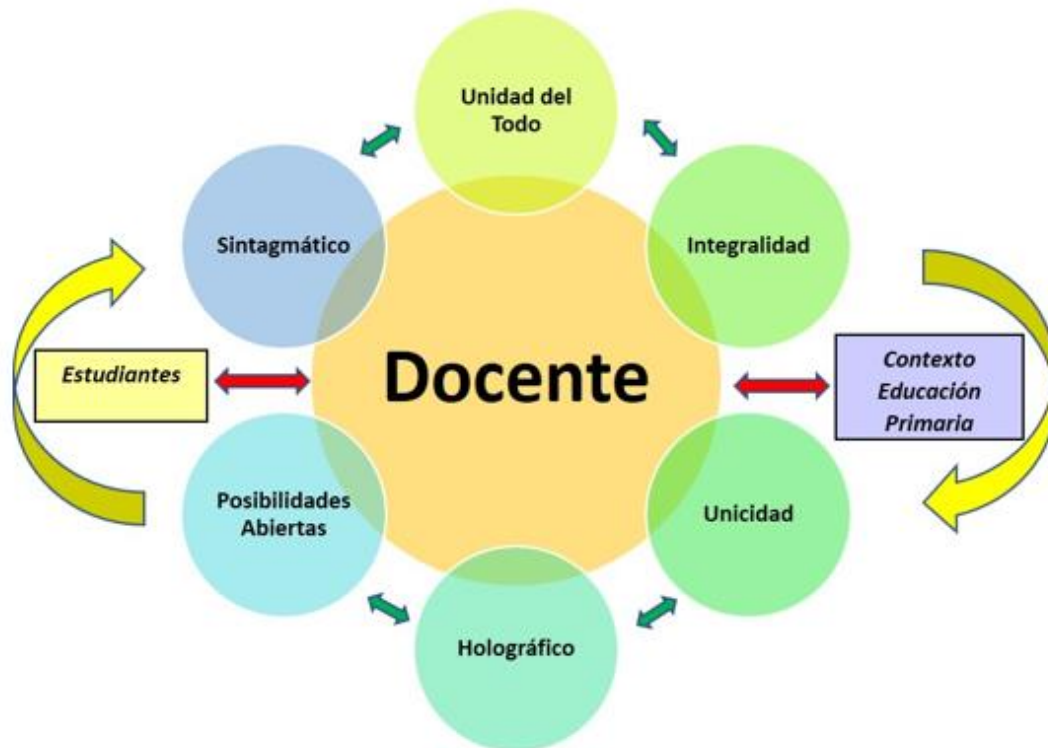 Unidad del
Todo
Sintagmático
Integralidad
Estudiantes
Docente
Contexto
Educación
Primaria
Posibilidades
Abiertas
Unicidad
Holográfico